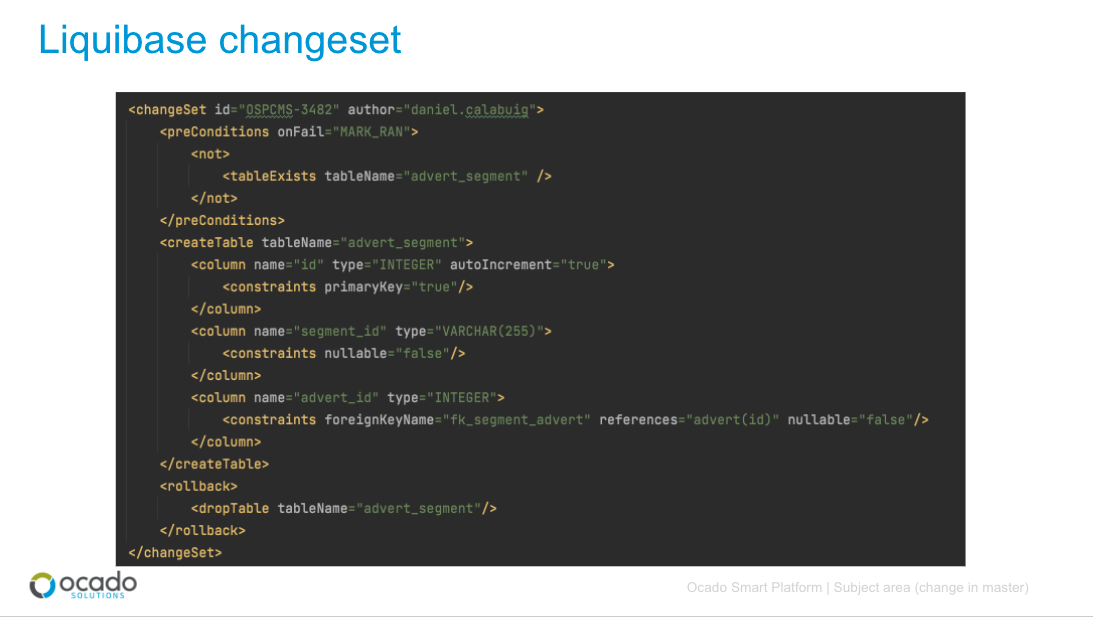 Liquibase changeset
<changeSet id="OSPCMS-3482" author="daniel.calabuig">
<preConditions onFail="MARK_RAN">
<not>
<tableExists tableName="advert_segment" />
</not>
</preConditions>
<createTable tableName="advert_segment">
<column name="id" type="INTEGER" autoIncrement="true">
<constraints primaryKey="true"/>
</column>
<column name="segment_id" type="VARCHAR(255)">
<constraints nullable="false"/>
</column>
<column name="advert_id" type="INTEGER">
<constraints foreignKeyName="fk_segment_advert" references="advert(id)" nullable="false"/>
</column>
</createTable>
<rollback>
<dropTable tableName="advert_segment"/>
</rollback>
</changeSet>
ocado
SOLUTIONS
Ocado Smart Platform | Subject area (change in master)